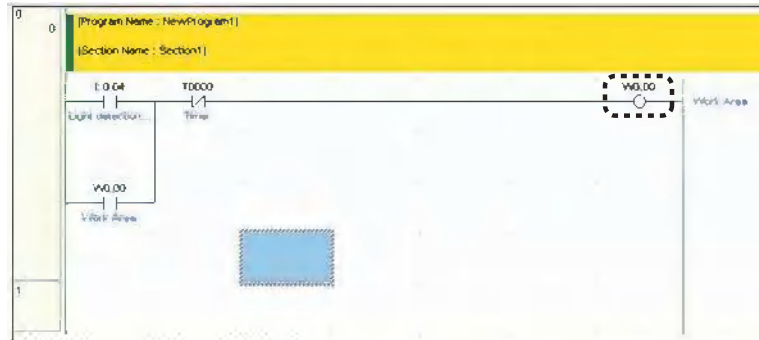 0
0
[Program Name : NewProgram1]
[Section Name : Section1]
I: 0.04
T0000
W0.00
Light detection...
Timer
Work Area
W0.00
Work Area
1